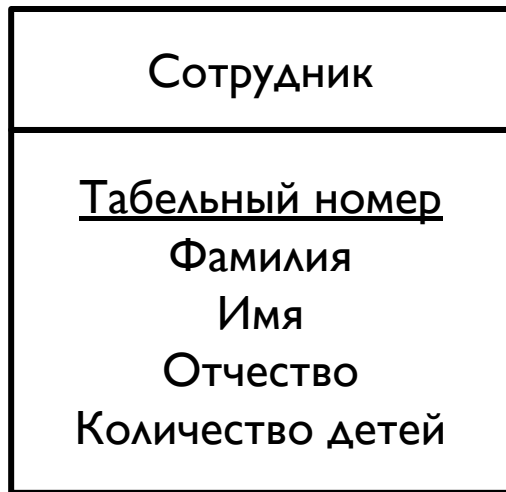 Сотрудник
Табельный номер
Фамилия
Имя
Отчество
Количество детей